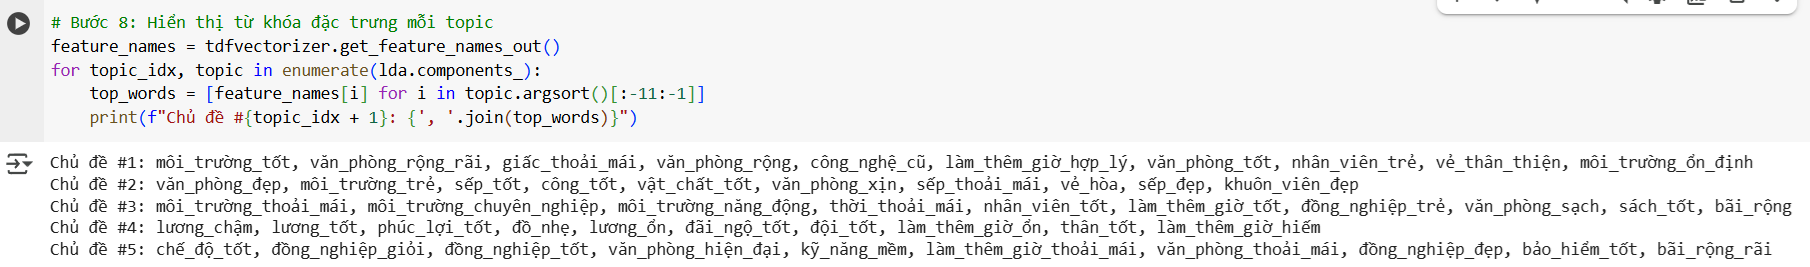 # Bước 8: Hiển thị từ khóa đặc trưng mỗi topic
feature_names = tdfvectorizer.get_feature_names_out()
for topic_idx, topic in enumerate(lda.components_):
    top_words = [feature_names[i] for i in topic.argsort()[:-11:-1]]
    print(f"Chủ đề #{topic_idx + 1}: {', '.join(top_words)}")
Chủ đề #1: môi_trường_tốt, văn_phòng_rộng_rãi, giấc_thoải_mái, văn_phòng_rộng, công_nghệ_cũ, làm_thêm_giờ_hợp_lý, văn_phòng_tốt, nhân_viên_trẻ, vẻ_thân_thiện, môi_trường_ổn_định
Chủ đề #2: văn_phòng_đẹp, môi_trường_trẻ, sếp_tốt, công_tốt, vật_chất_tốt, văn_phòng_xịn, sếp_thoải_mái, vẻ_hòa, sếp_đẹp, khuôn_viên_đẹp
Chủ đề #3: môi_trường_thoải_mái, môi_trường_chuyên_nghiệp, môi_trường_năng_động, thời_thoải_mái, nhân_viên_tốt, làm_thêm_giờ_tốt, đồng_nghiệp_trẻ, văn_phòng_sạch, sách_tốt, bãi_rộng
Chủ đề #4: lương_chậm, lương_tốt, phúc_lợi_tốt, đồ_nhẹ, lương_ổn, đãi_ngộ_tốt, đội_tốt, làm_thêm_giờ_ổn, thân_tốt, làm_thêm_giờ_hiếm
Chủ đề #5: chế_độ_tốt, đồng_nghiệp_giỏi, đồng_nghiệp_tốt, văn_phòng_hiện_đại, kỹ_năng_mềm, làm_thêm_giờ_thoải_mái, văn_phòng_thoải_mái, đồng_nghiệp_đẹp, bảo_hiểm_tốt, bãi_rộng_rãi